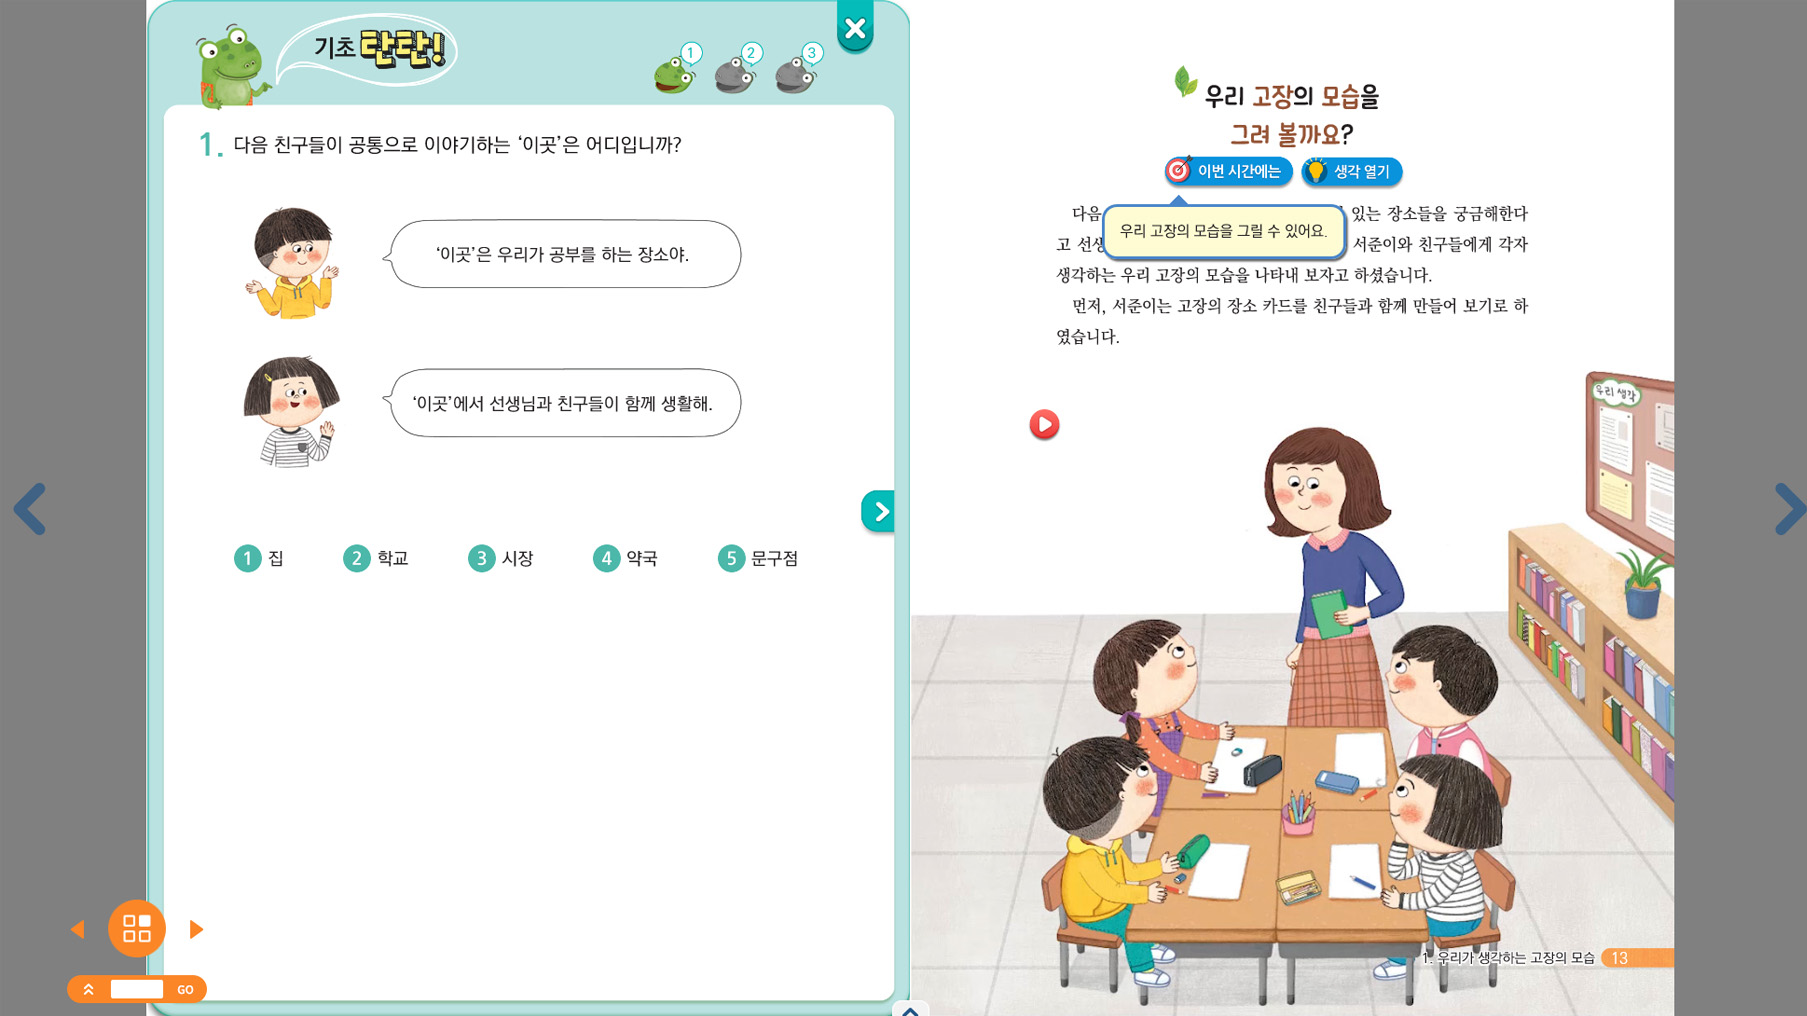 기초 탄탄!
1
2
3
1. 다음 친구들이 공통으로 이야기하는 ‘이곳’은 어디입니까?
‘이곳’은 우리가 공부를 하는 장소야.
‘이곳’에서 선생님과 친구들이 함께 생활해.
1 집
2 학교
3 시장
4 약국
5 문구점
GO
우리 고장의 모습을
그려 볼까요?
이번 시간에는
생각 열기
우리 고장의 모습을 그릴 수 있어요.
다음 있는 장소들을 궁금해한다
고 선생 서준이와 친구들에게 각자
생각하는 우리 고장의 모습을 나타내 보자고 하셨습니다.
먼저, 서준이는 고장의 장소 카드를 친구들과 함께 만들어 보기로 하
였습니다.
우리 생각
1. 우리가 생각하는 고장의 모습 13